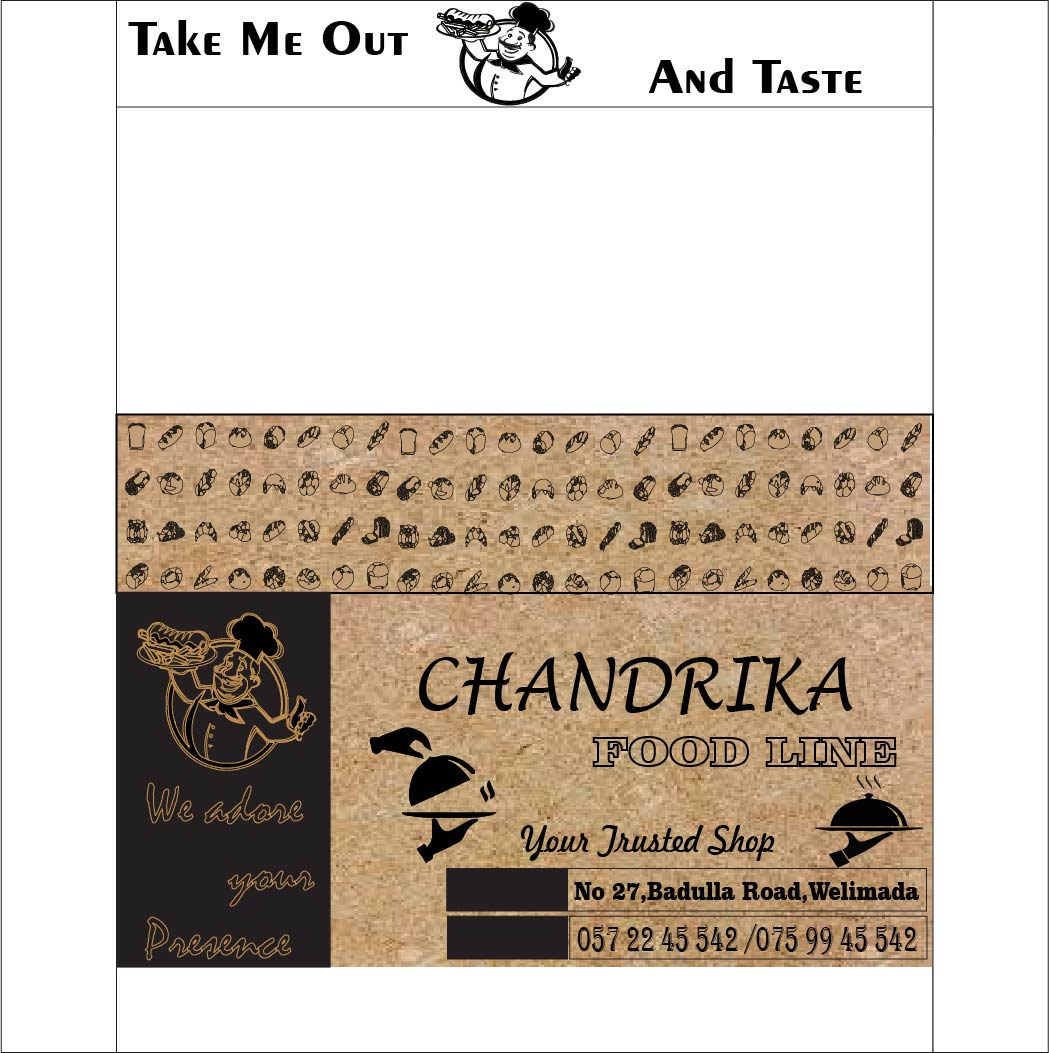 Take Me Out
And Taste
CHANDRIKA
FOOD LINE
Your Trusted Shop
No 27,Badulla Road,Welimada
057 22 45 542 /075 99 45 542
We adore
your
Presence